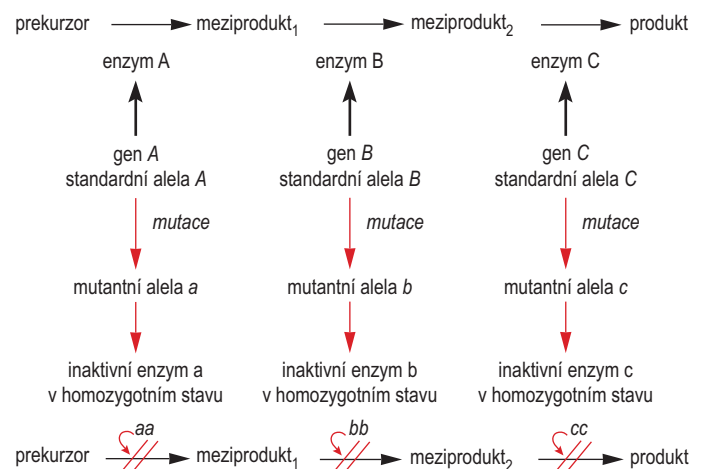 prekurzor meziprodukt₁ meziprodukt₂ produkt
enzym A enzym B enzym C
gen A gen B gen C
standardní alela A standardní alela B standardní alela C
mutace mutace mutace
mutantní alela a mutantní alela b mutantní alela c
inaktivní enzym a inaktivní enzym b inaktivní enzym c
v homozygotním stavu v homozygotním stavu v homozygotním stavu
aa bb cc
prekurzor meziprodukt₁ meziprodukt₂ produkt